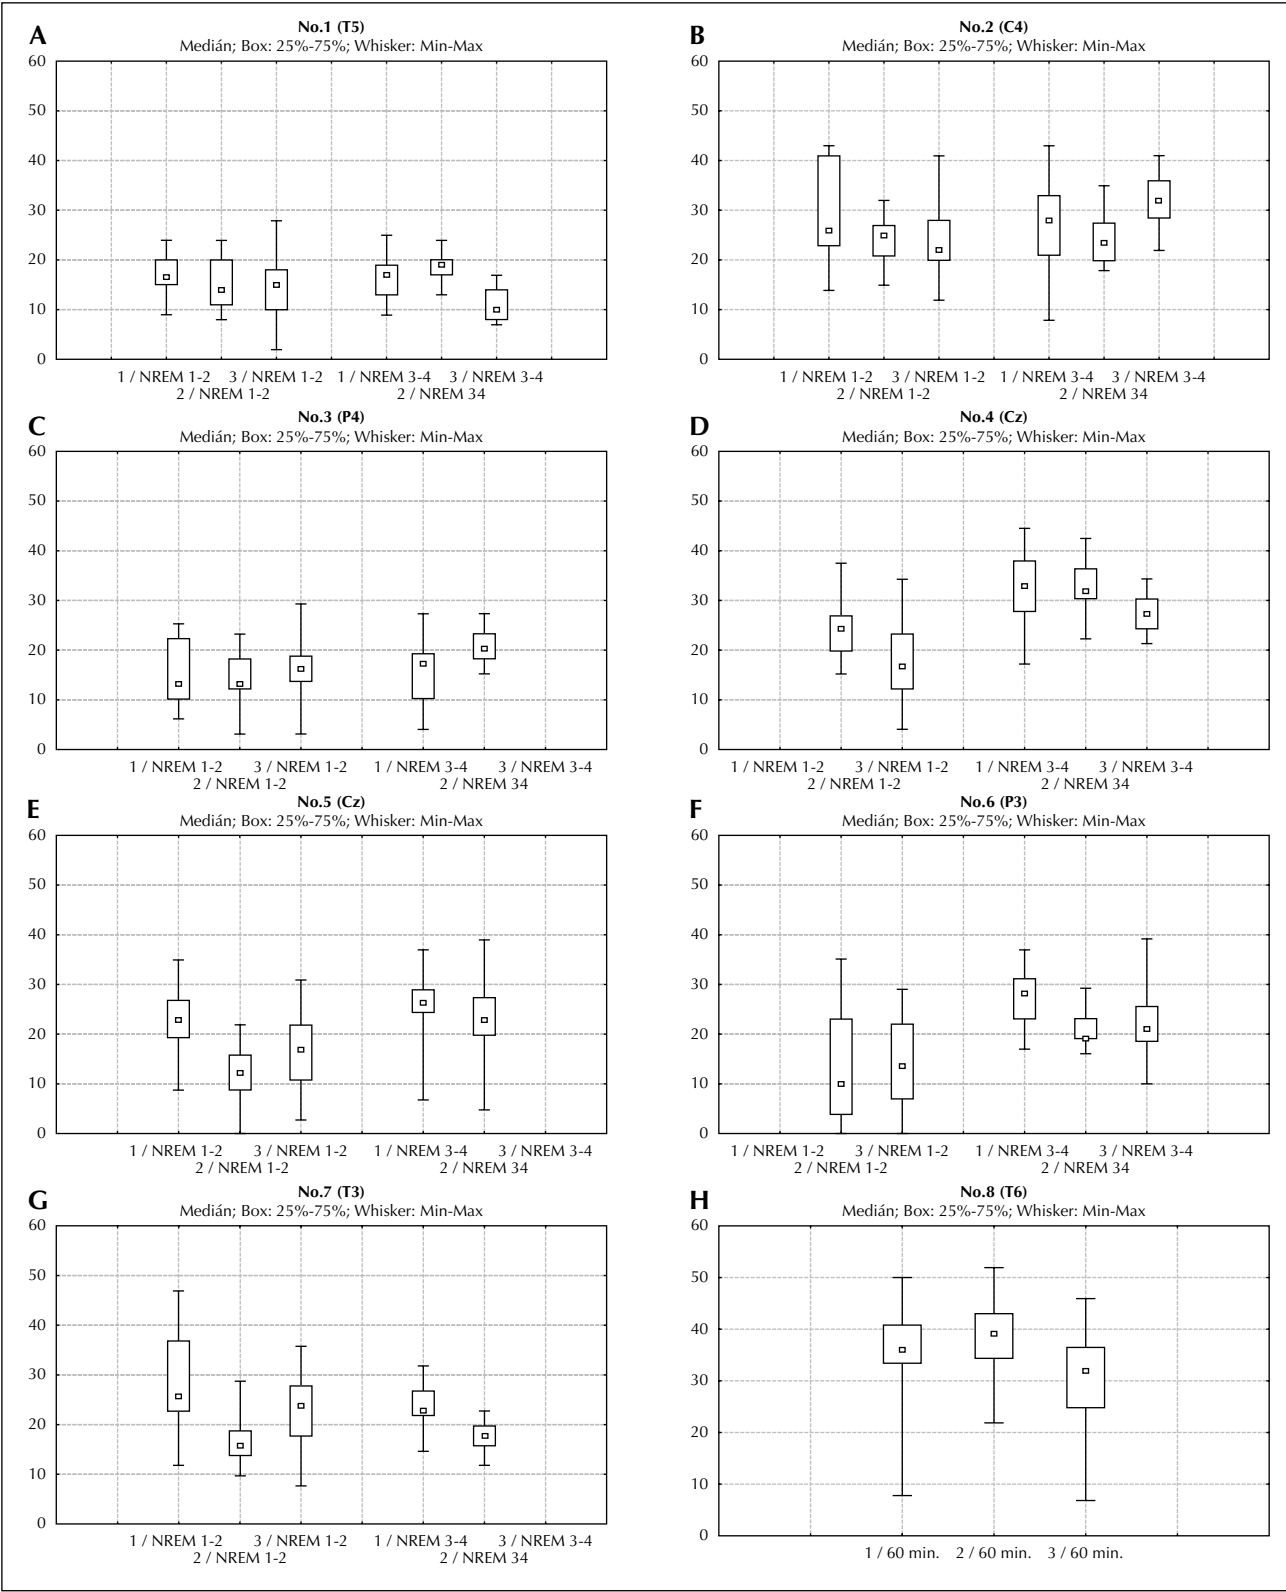 A
No.1 (T5)
Medián; Box: 25%-75%; Whisker: Min-Max
60
50
40
30
20
10
0
1 / NREM 1-2 3 / NREM 1-2 1 / NREM 3-4 3 / NREM 3-4
2 / NREM 1-2 2 / NREM 34
B
No.2 (C4)
Medián; Box: 25%-75%; Whisker: Min-Max
60
50
40
30
20
10
0
1 / NREM 1-2 3 / NREM 1-2 1 / NREM 3-4 3 / NREM 3-4
2 / NREM 1-2 2 / NREM 34
C
No.3 (P4)
Medián; Box: 25%-75%; Whisker: Min-Max
60
50
40
30
20
10
0
1 / NREM 1-2 3 / NREM 1-2 1 / NREM 3-4 3 / NREM 3-4
2 / NREM 1-2 2 / NREM 34
D
No.4 (Cz)
Medián; Box: 25%-75%; Whisker: Min-Max
60
50
40
30
20
10
0
1 / NREM 1-2 3 / NREM 1-2 1 / NREM 3-4 3 / NREM 3-4
2 / NREM 1-2 2 / NREM 34
E
No.5 (Cz)
Medián; Box: 25%-75%; Whisker: Min-Max
60
50
40
30
20
10
0
1 / NREM 1-2 3 / NREM 1-2 1 / NREM 3-4 3 / NREM 3-4
2 / NREM 1-2 2 / NREM 34
F
No.6 (P3)
Medián; Box: 25%-75%; Whisker: Min-Max
60
50
40
30
20
10
0
1 / NREM 1-2 3 / NREM 1-2 1 / NREM 3-4 3 / NREM 3-4
2 / NREM 1-2 2 / NREM 34
G
No.7 (T3)
Medián; Box: 25%-75%; Whisker: Min-Max
60
50
40
30
20
10
0
1 / NREM 1-2 3 / NREM 1-2 1 / NREM 3-4 3 / NREM 3-4
2 / NREM 1-2 2 / NREM 34
H
No.8 (T6)
Medián; Box: 25%-75%; Whisker: Min-Max
60
50
40
30
20
10
0
1 / 60 min. 2 / 60 min. 3 / 60 min.